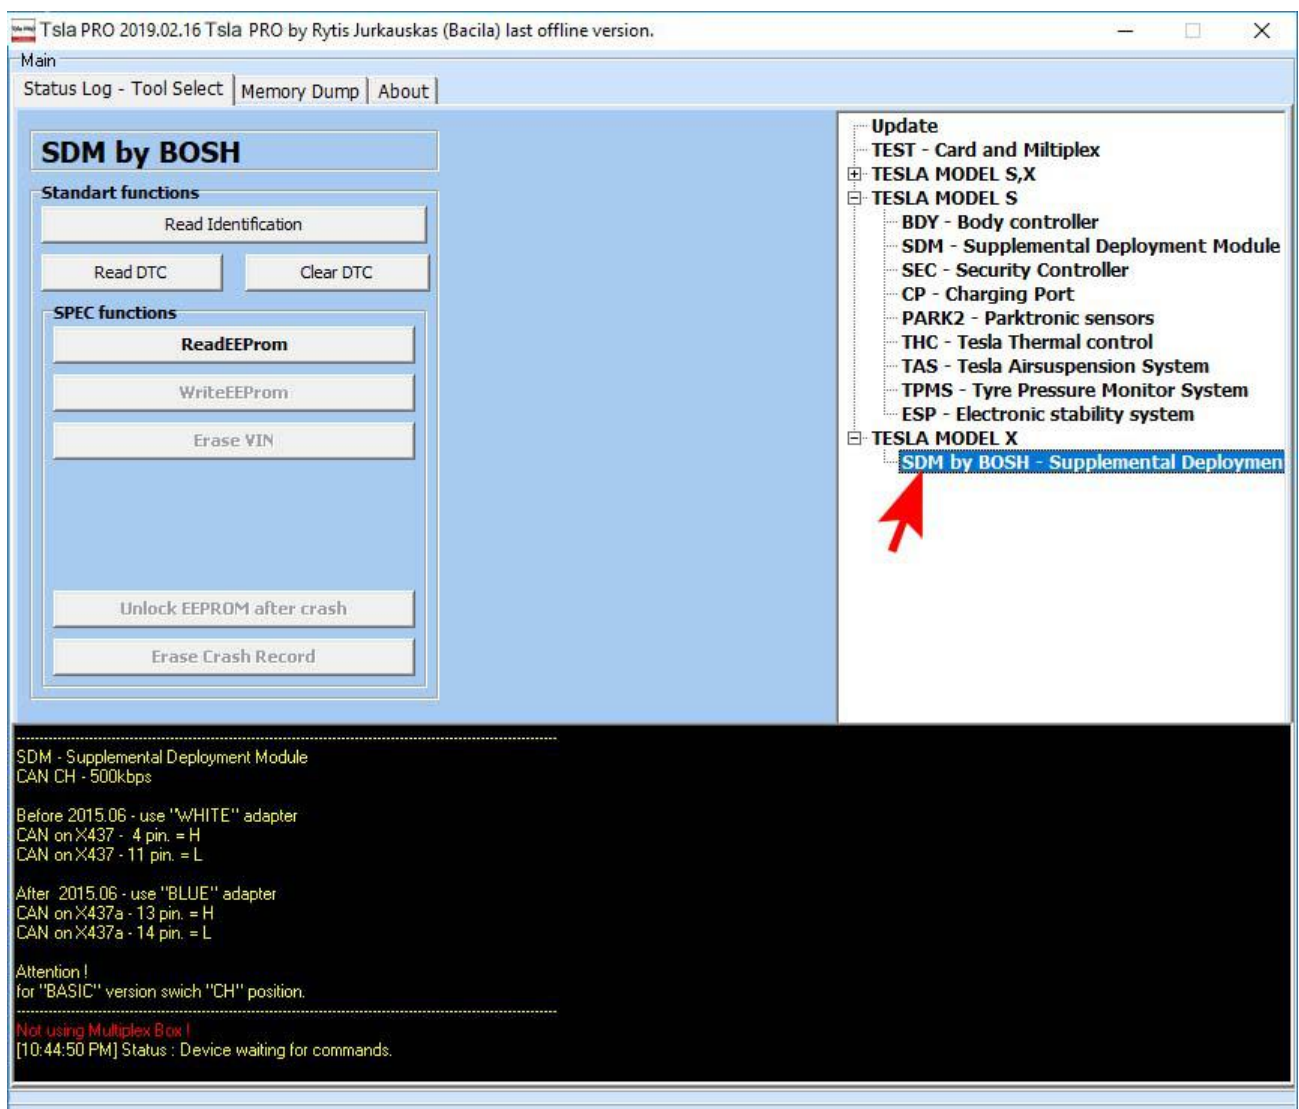 Tsla PRO 2019.02.16 Tsla PRO by Rytis Jurkauskas (Bacila) last offline version.
Main
Status Log - Tool Select
Memory Dump
About
SDM by BOSH
Standart functions
Read Identification
Read DTC
Clear DTC
SPEC functions
ReadEEProm
WriteEEProm
Erase VIN
Unlock EEPROM after crash
Erase Crash Record
Update
TEST - Card and Miltiplex
TESLA MODEL S,X
TESLA MODEL S
BDY - Body controller
SDM - Supplemental Deployment Module
SEC - Security Controller
CP - Charging Port
PARK2 - Parktronic sensors
THC - Tesla Thermal control
TAS - Tesla Airsuspension System
TPMS - Tyre Pressure Monitor System
ESP - Electronic stability system
TESLA MODEL X
SDM by BOSH - Supplemental Deploymen
SDM - Supplemental Deployment Module
CAN CH - 500kbps
Before 2015.06 - use "WHITE" adapter
CAN on X437 - 4 pin. = H
CAN on X437 - 11 pin. = L
After 2015.06 - use "BLUE" adapter
CAN on X437a - 13 pin. = H
CAN on X437a - 14 pin. = L
Attention !
for "BASIC" version swich "CH" position.
Not using Multiplex Box !
[10:44:50 PM] Status : Device waiting for commands.